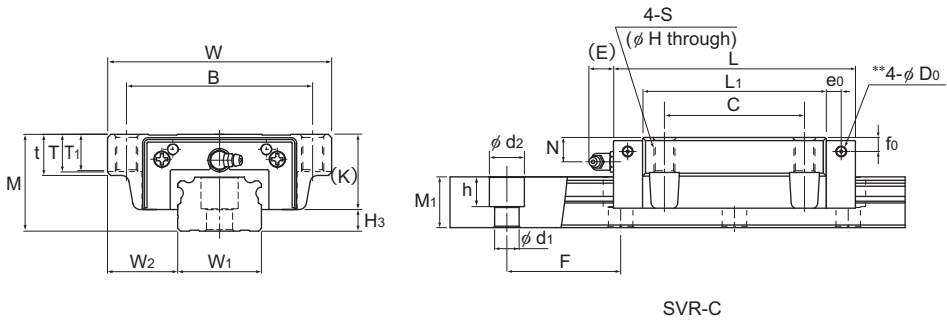 W
B
t T T1
M
(K)
H3
W2 W1
4-S
(φ H through)
(E) L
L1 e0 **4-φ D0
C
N f0
φ d2
h
M1
φ d1
F
SVR-C